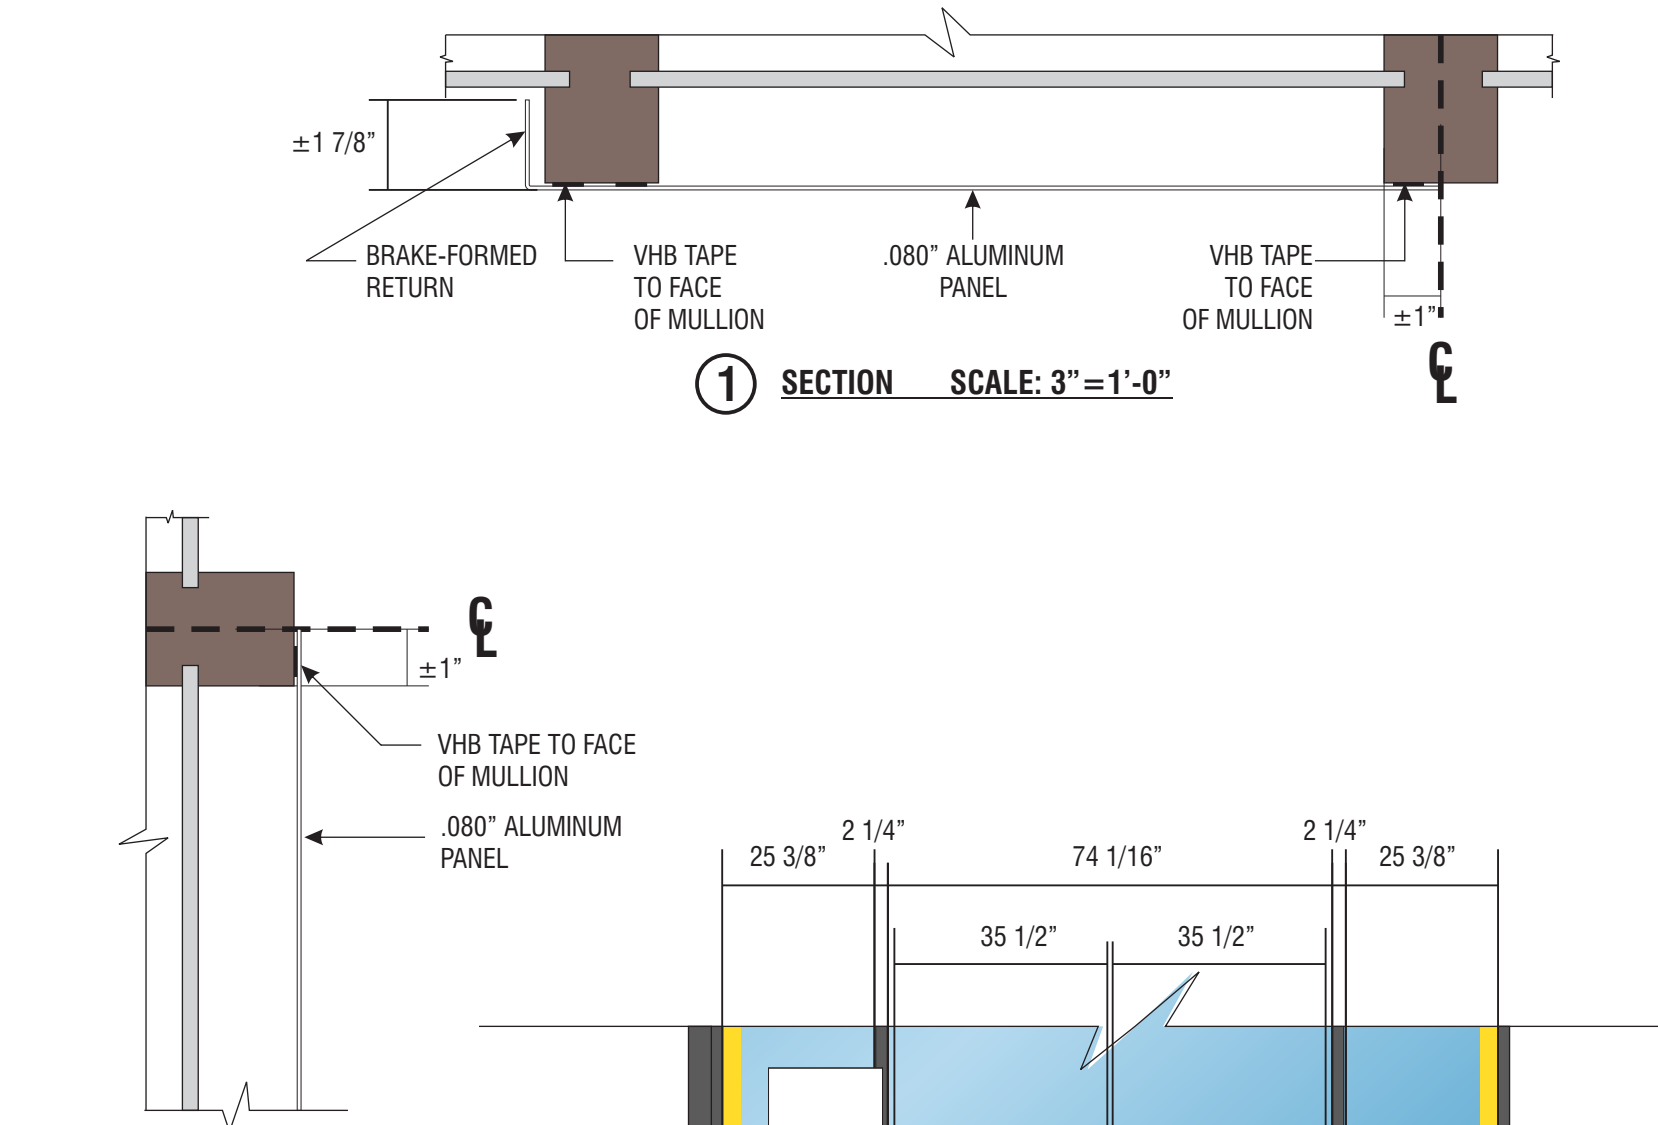 ±1 7/8”
BRAKE-FORMED
RETURN
VHB TAPE
TO FACE
OF MULLION
.080” ALUMINUM
PANEL
VHB TAPE
TO FACE
OF MULLION
±1”
℄
1 SECTION SCALE: 3”=1’-0”
℄
±1”
VHB TAPE TO FACE
OF MULLION
.080” ALUMINUM
PANEL
2 1/4” 2 1/4”
25 3/8” 74 1/16” 25 3/8”
35 1/2” 35 1/2”